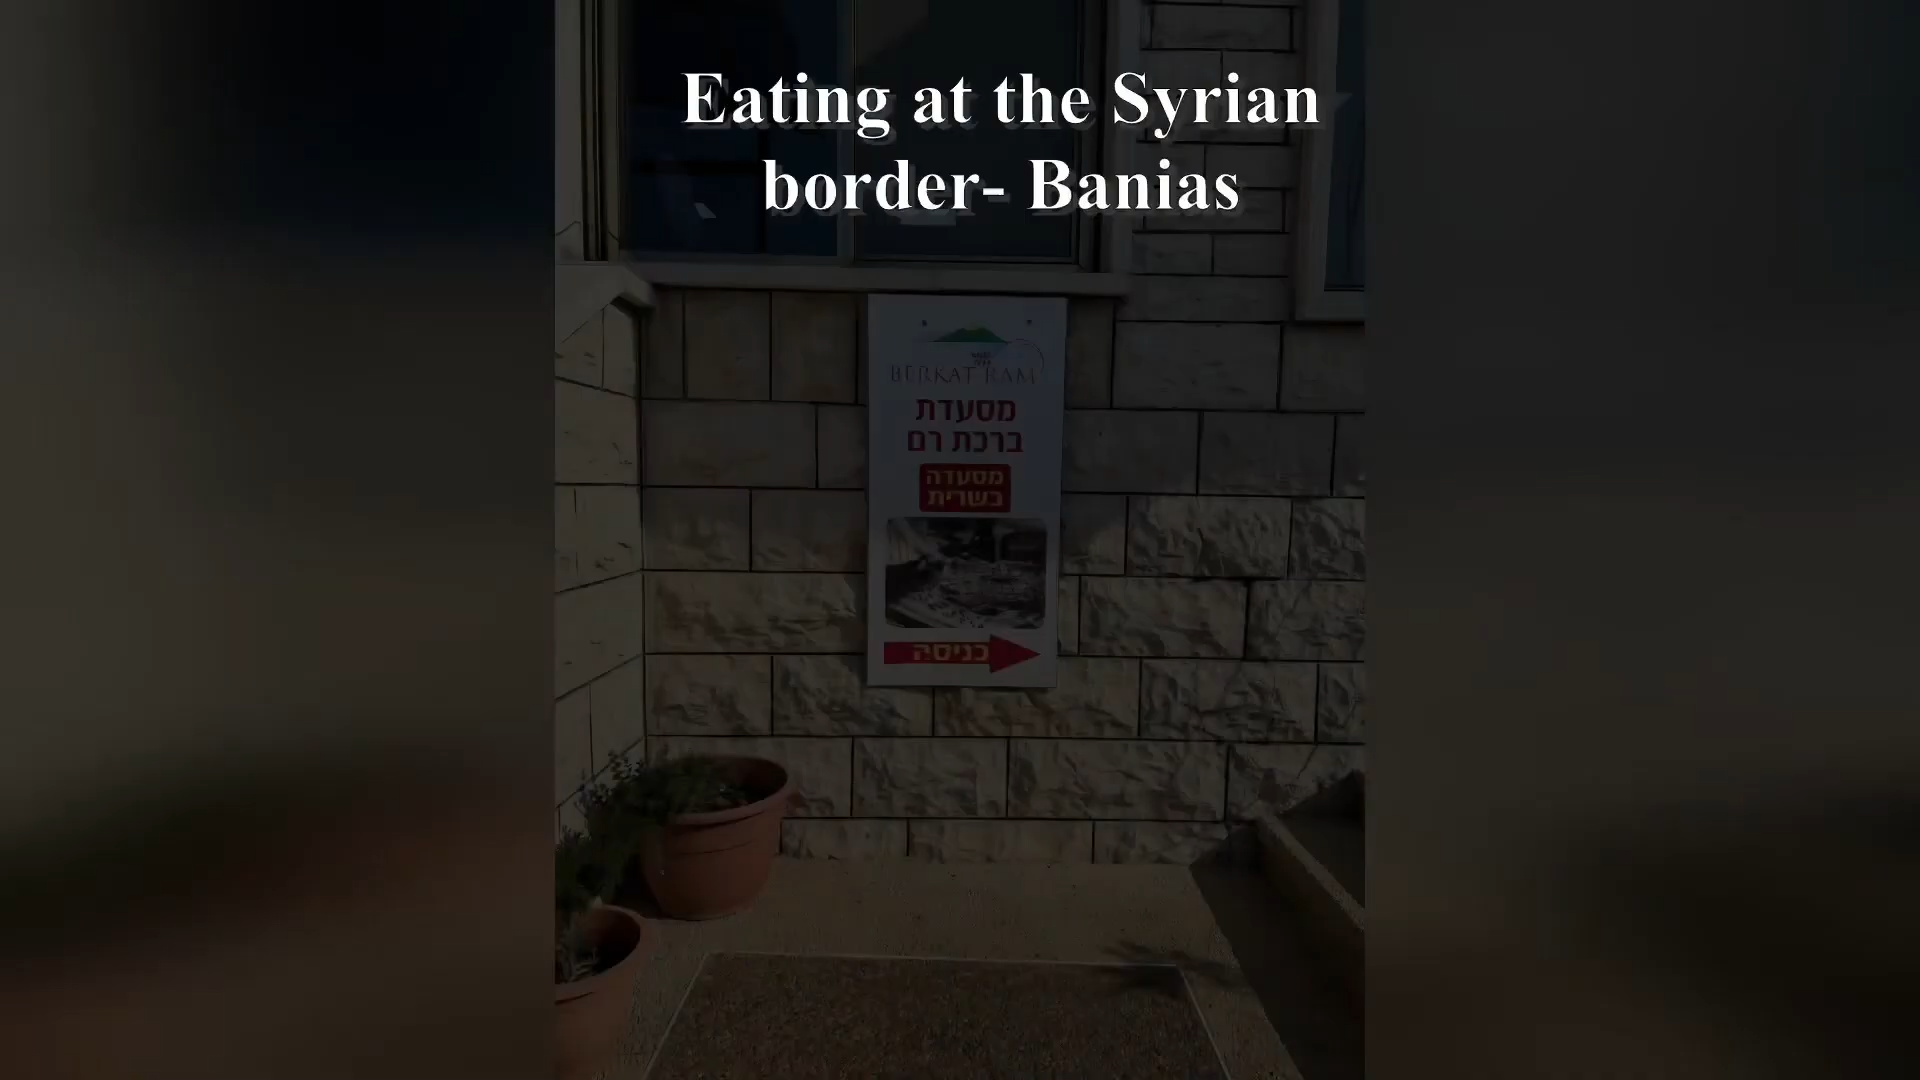 Eating at the Syrian
border- Banias
BERKAT RAM
מסעדת
ברכת רם
מסעדה
כשרית
כניסה